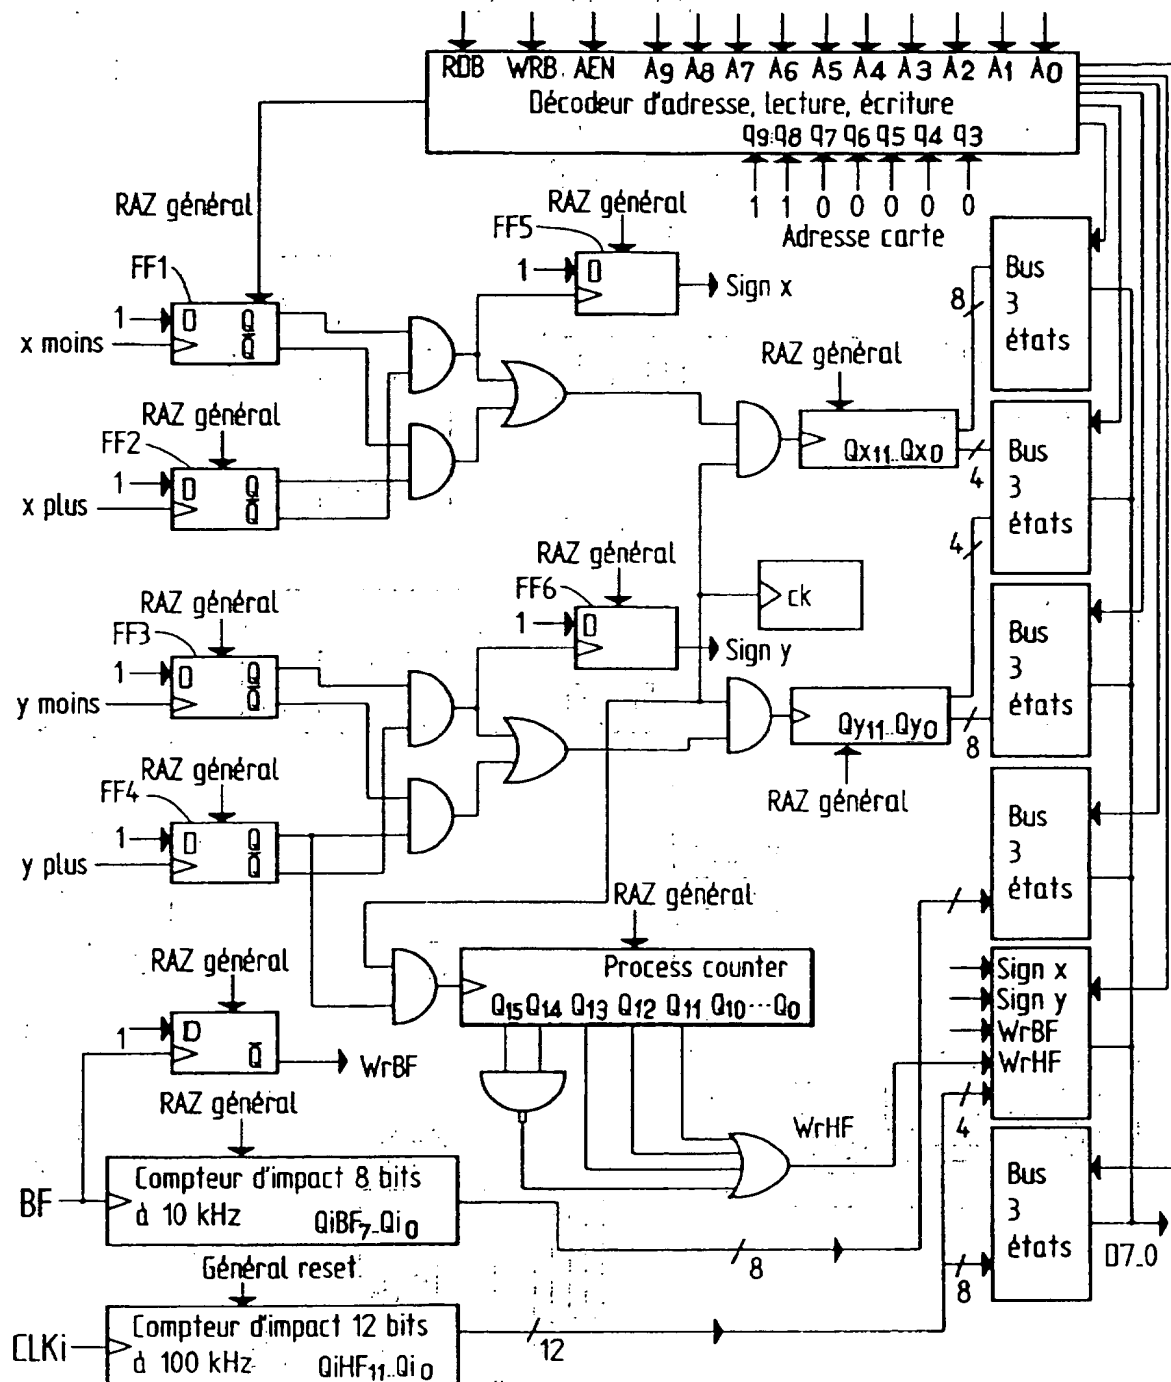 RDB WRB AEN A9 A8 A7 A6 A5 A4 A3 A2 A1 A0
Décodeur d'adresse, lecture, écriture
q9 q8 q7 q6 q5 q4 q3
1 1 0 0 0 0 0
Adresse carte
RAZ général
FF1
1 D Q
x moins
Q̅
RAZ général
FF5
1 D
Sign x
RAZ général
FF2
1 D Q
x plus
Q̅
RAZ général
Qx11..Qx0
8
4
Bus
3
états
Bus
3
états
RAZ général
FF6
1 D
Sign y
ck
RAZ général
FF3
1 D Q
y moins
Q̅
RAZ général
FF4
1 D Q
y plus
Q̅
Qy11..Qy0
RAZ général
4
8
Bus
3
états
Bus
3
états
RAZ général
Process counter
Q15 Q14 Q13 Q12 Q11 Q10...Q0
RAZ général
1 D
Q̅
WrBF
WrHF
Sign x
Sign y
WrBF
WrHF
4
RAZ général
BF
Compteur d'impact 8 bits
à 10 kHz QiBF7..Qi0
8
Bus
3
états
8
D7..0
Général reset
CLKi
Compteur d'impact 12 bits
à 100 kHz QiHF11..Qi0
12